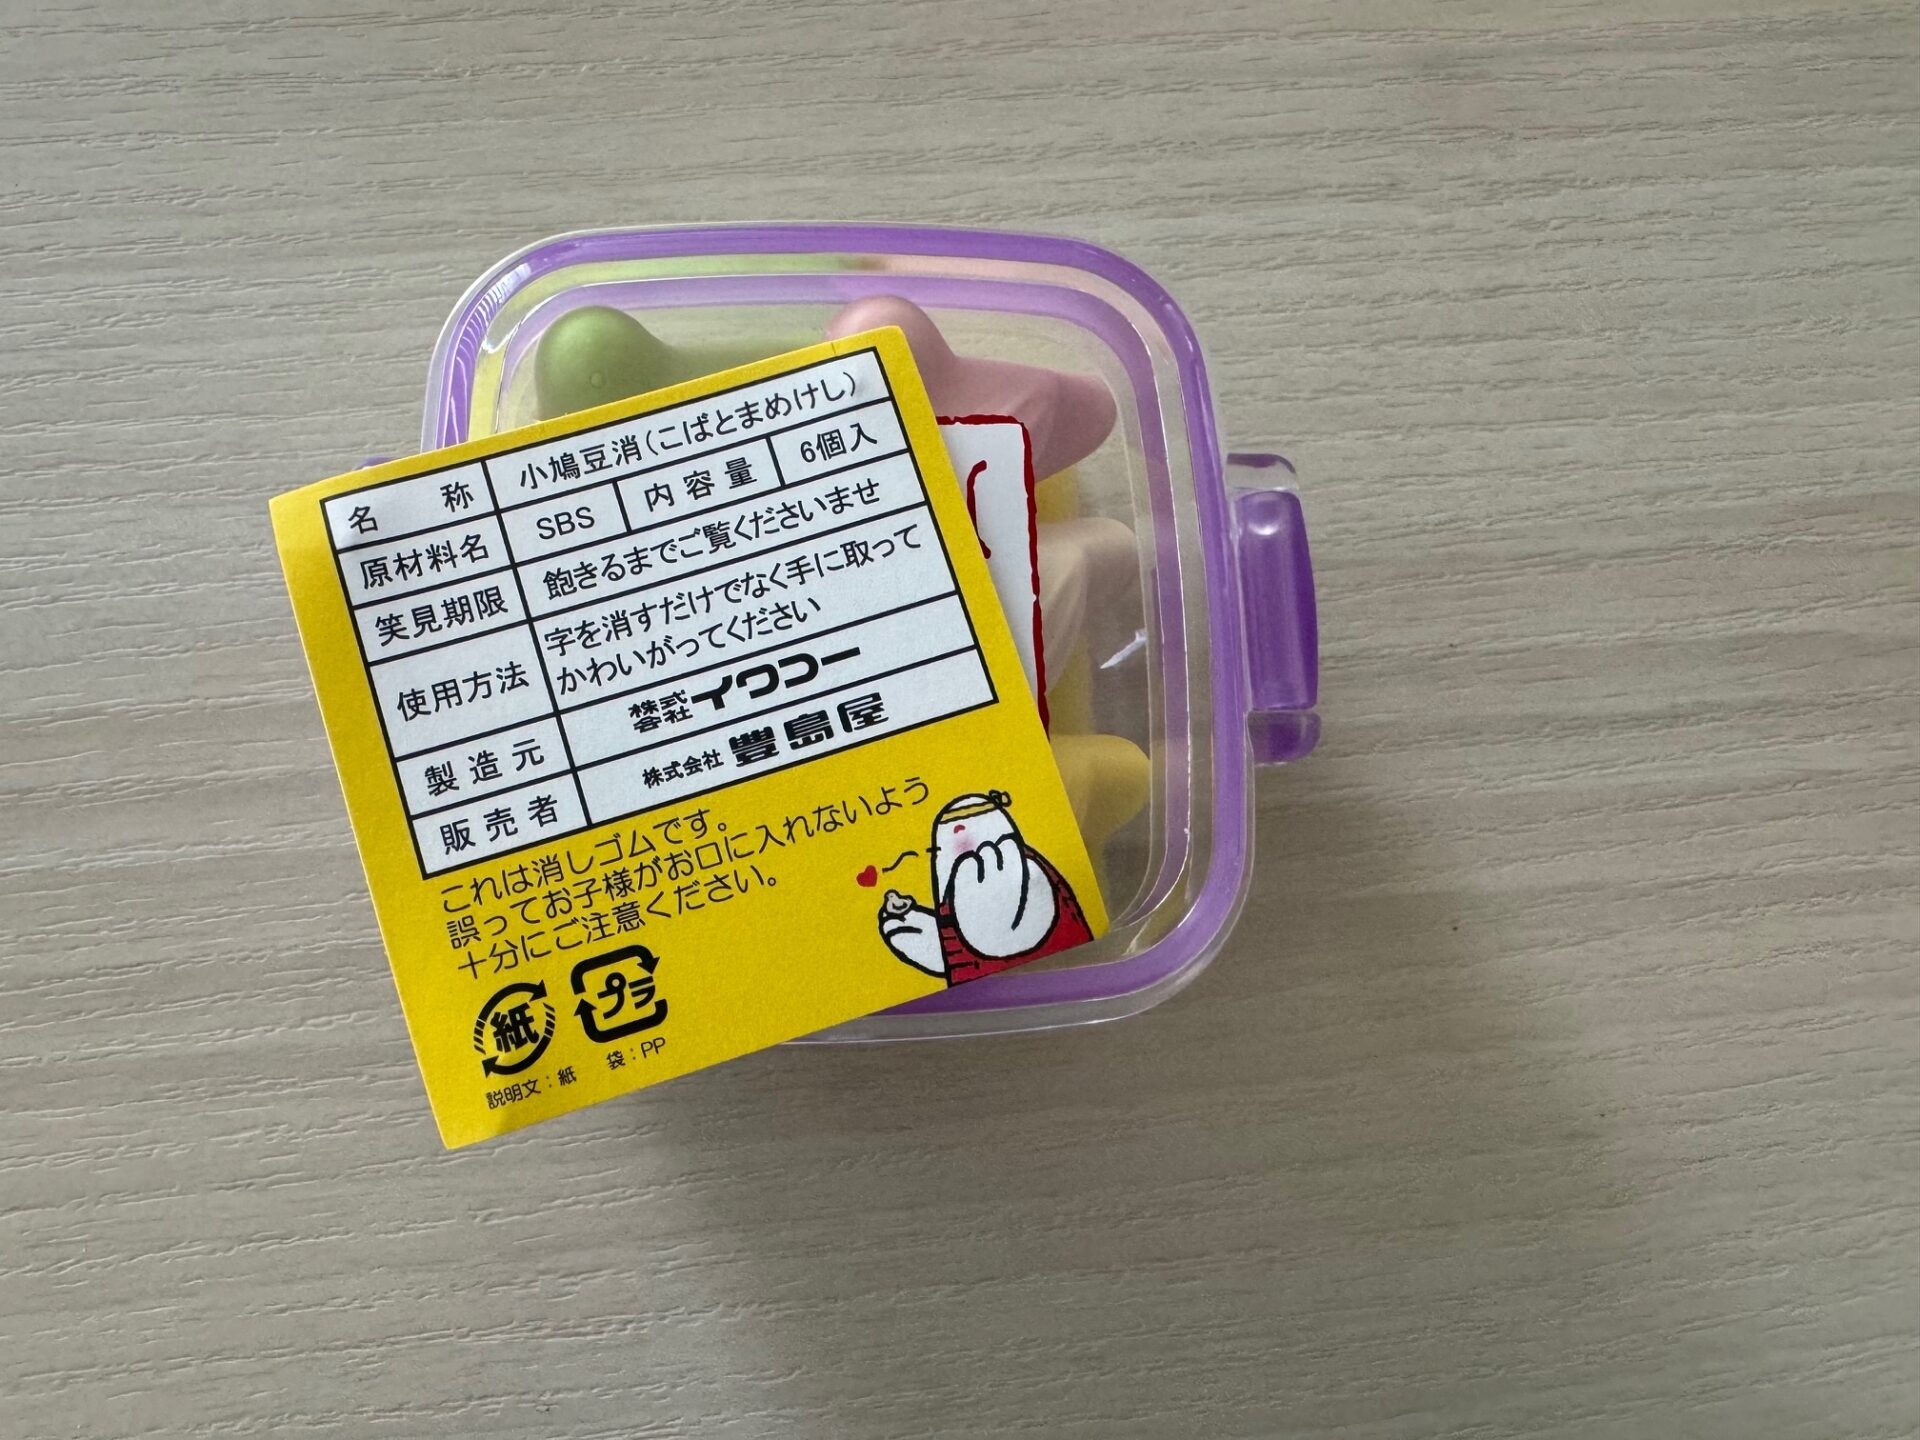 名称 小鳩豆消(こばとまめけし)
原材料名 SBS 内容量 6個入
笑見期限 飽きるまでご覧くださいませ
使用方法 字を消すだけでなく手に取って
かわいがってください
製造元 株式会社イワコー
販売者 株式会社豊島屋
これは消しゴムです。
誤ってお子様がお口に入れないよう
十分にご注意ください。
紙 プラ
説明文：紙 袋：PP